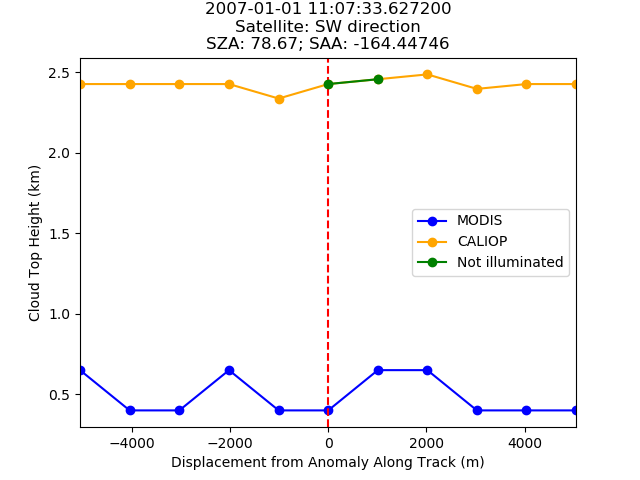 2007-01-01 11:07:33.627200
Satellite: SW direction
SZA: 78.67; SAA: -164.44746
2.5
2.0
1.5
1.0
0.5
Cloud Top Height (km)
MODIS
CALIOP
Not illuminated
−4000
−2000
0
2000
4000
Displacement from Anomaly Along Track (m)